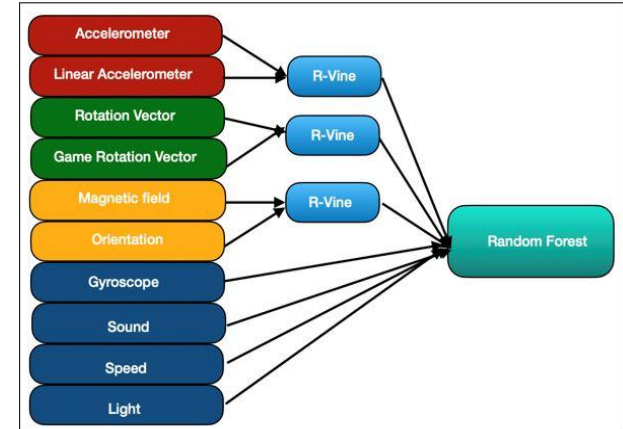 Accelerometer
Linear Accelerometer
Rotation Vector
Game Rotation Vector
Magnetic field
Orientation
Gyroscope
Sound
Speed
Light
R-Vine
R-Vine
R-Vine
Random Forest